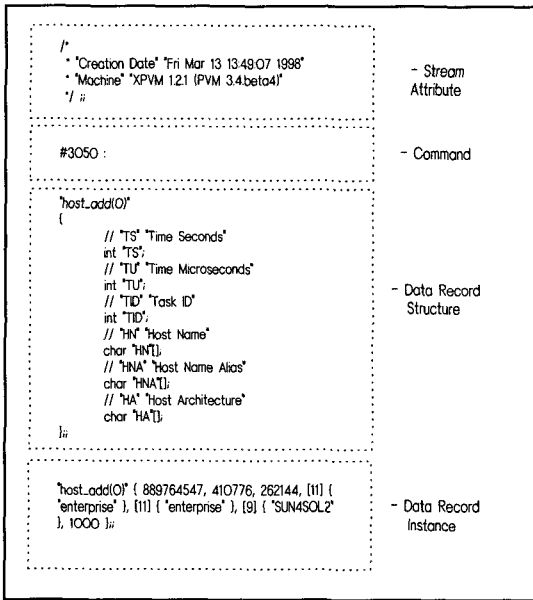 /*
* "Creation Date" "Fri Mar 13 13:49:07 1998"
* "Machine" "XPVM 1.2.1 (PVM 3.4.beta4)"
*/ ;;
- Stream
Attribute
#3050 :
- Command
"host_add(0)"
{
// "TS" "Time Seconds"
int "TS";
// "TU" "Time Microseconds"
int "TU";
// "TID" "Task ID"
int "TID";
// "HN" "Host Name"
char "HN"[];
// "HNA" "Host Name Alias"
char "HNA"[];
// "HA" "Host Architecture"
char "HA"[];
};;
- Data Record
Structure
"host_add(0)" { 889764547, 410776, 262144, [11] {
"enterprise" }, [11] { "enterprise" }, [9] { "SUN4SOL2"
}, 1000 };;
- Data Record
Instance